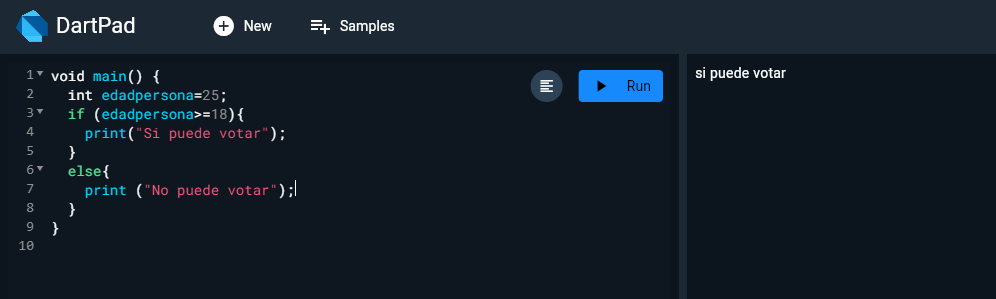 DartPad New Samples
1 void main() {
2 int edadpersona=25;
3 if (edadpersona>=18){
4 print("Si puede votar");
5 }
6 else{
7 print ("No puede votar");
8 }
9 }
10
Run
si puede votar